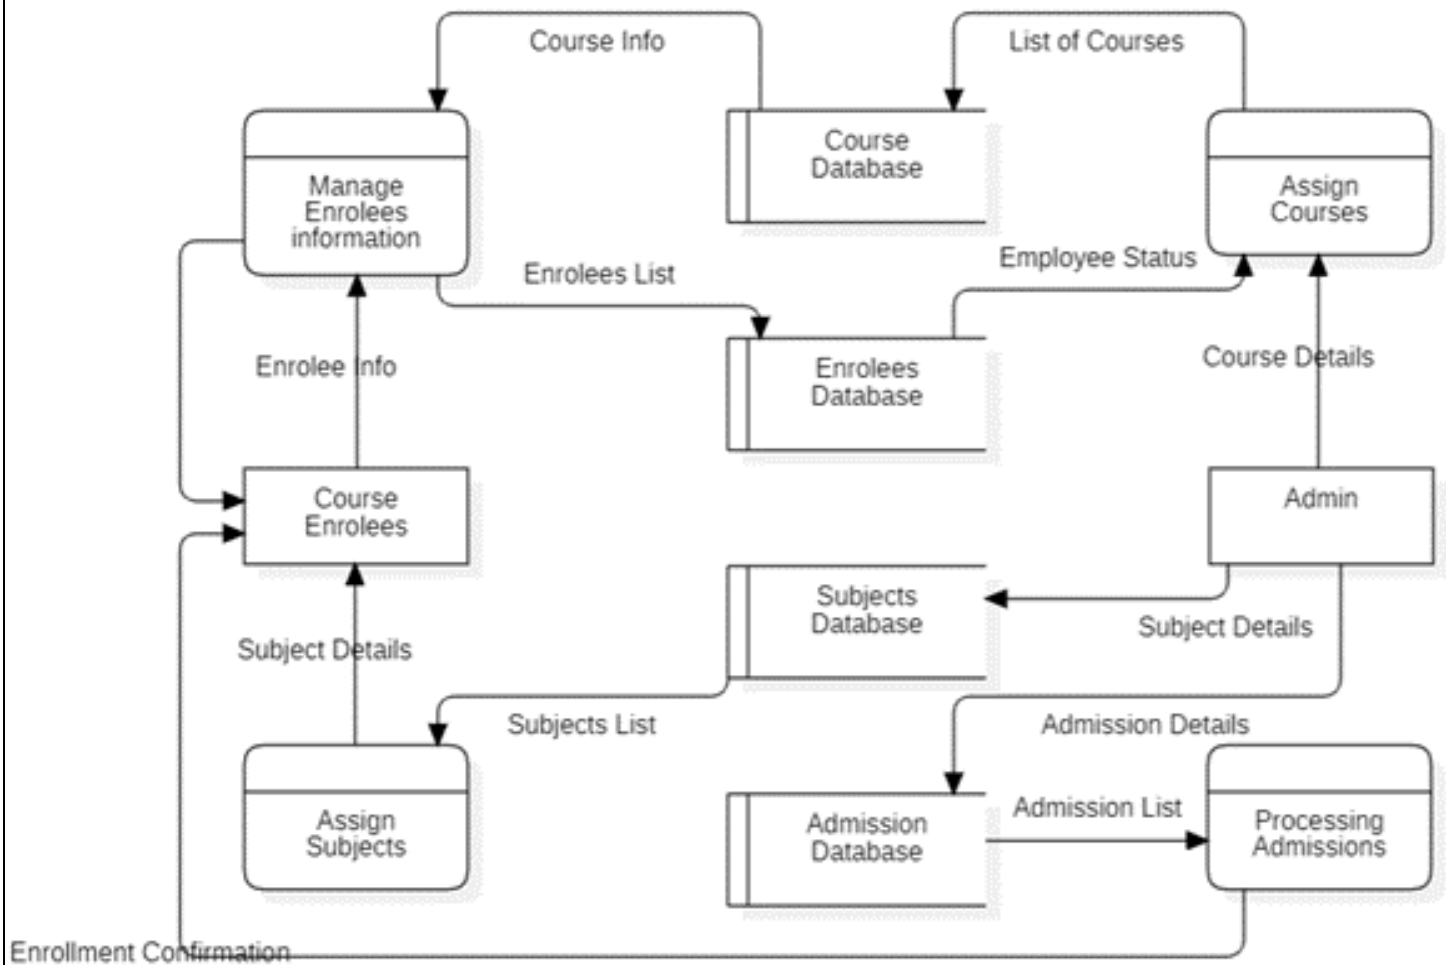 Course Info
List of Courses
Course
Database
Manage
Enrolees
information
Assign
Courses
Enrolees List
Employee Status
Enrolee Info
Enrolees
Database
Course Details
Course
Enrolees
Admin
Subjects
Database
Subject Details
Subject Details
Subjects List
Admission Details
Admission List
Assign
Subjects
Admission
Database
Processing
Admissions
Enrollment Confirmation